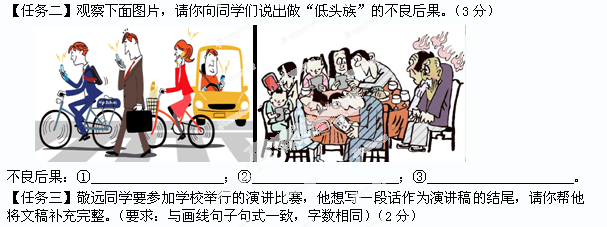 【任务二】观察下面图片，请你向同学们说出做“低头族”的不良后果。（3分）
不良后果：①____________________；②____________________；③____________________。
【任务三】敬远同学要参加学校举行的演讲比赛，他想写一段话作为演讲稿的结尾，请你帮他
将文稿补充完整。（要求：与画线句子句式一致，字数相同）（2分）